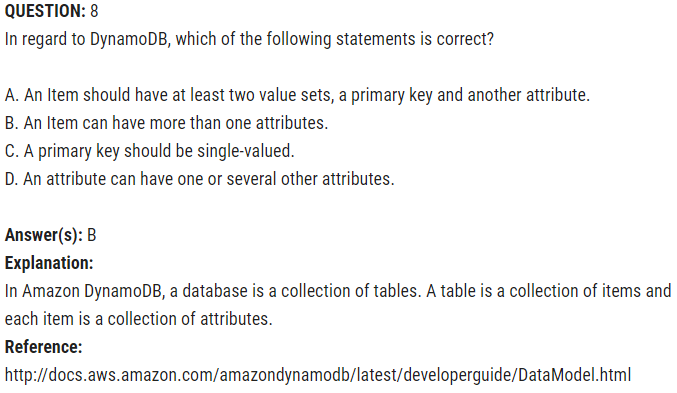 QUESTION: 8
In regard to DynamoDB, which of the following statements is correct?
A. An Item should have at least two value sets, a primary key and another attribute.
B. An Item can have more than one attributes.
C. A primary key should be single-valued.
D. An attribute can have one or several other attributes.
Answer(s): B
Explanation:
In Amazon DynamoDB, a database is a collection of tables. A table is a collection of items and
each item is a collection of attributes.
Reference:
http://docs.aws.amazon.com/amazondynamodb/latest/developerguide/DataModel.html